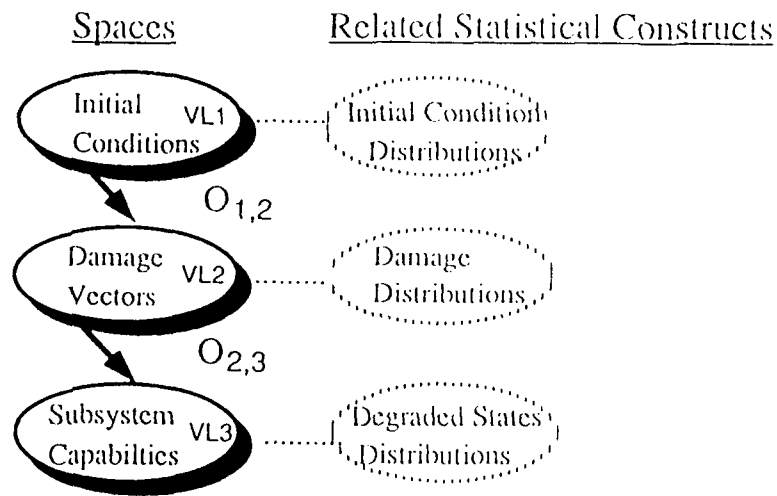 Spaces
Related Statistical Constructs
Initial
Conditions
VL1
Initial Condition
Distributions
O1,2
Damage
Vectors
VL2
Damage
Distributions
O2,3
Subsystem
Capabilties
VL3
Degraded States
Distributions